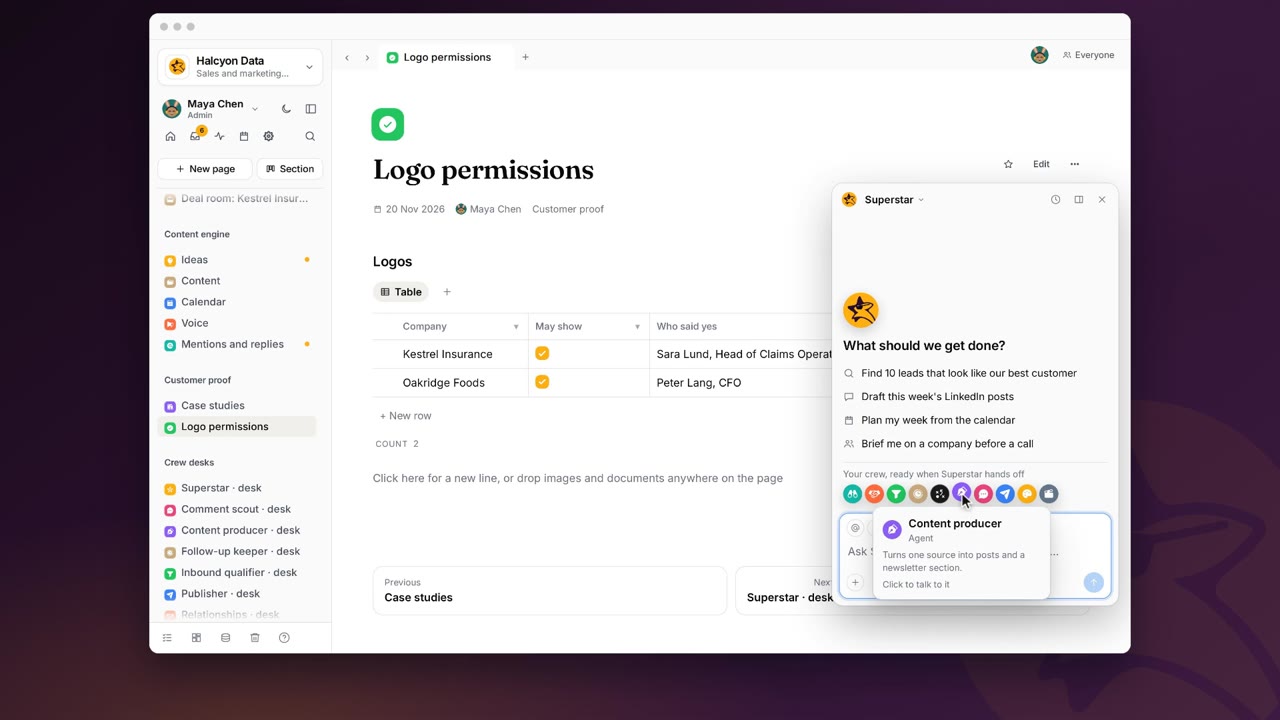 Halcyon Data
Sales and marketing...
Maya Chen
Admin
6
New page
Section
Deal room: Kestrel Insur...
Content engine
Ideas
Content
Calendar
Voice
Mentions and replies
Customer proof
Case studies
Logo permissions
Crew desks
Superstar · desk
Comment scout · desk
Content producer · desk
Follow-up keeper · desk
Inbound qualifier · desk
Publisher · desk
Relationships · desk
Logo permissions
Everyone
Logo permissions
Edit
20 Nov 2026
Maya Chen
Customer proof
Logos
Table
Company
May show
Who said yes
Kestrel Insurance
Sara Lund, Head of Claims Operat
Oakridge Foods
Peter Lang, CFO
+ New row
COUNT 2
Click here for a new line, or drop images and documents anywhere on the page
Previous
Case studies
Next
Superstar · desk
Superstar
What should we get done?
Find 10 leads that look like our best customer
Draft this week's LinkedIn posts
Plan my week from the calendar
Brief me on a company before a call
Your crew, ready when Superstar hands off
Ask
...
Content producer
Agent
Turns one source into posts and a
newsletter section.
Click to talk to it